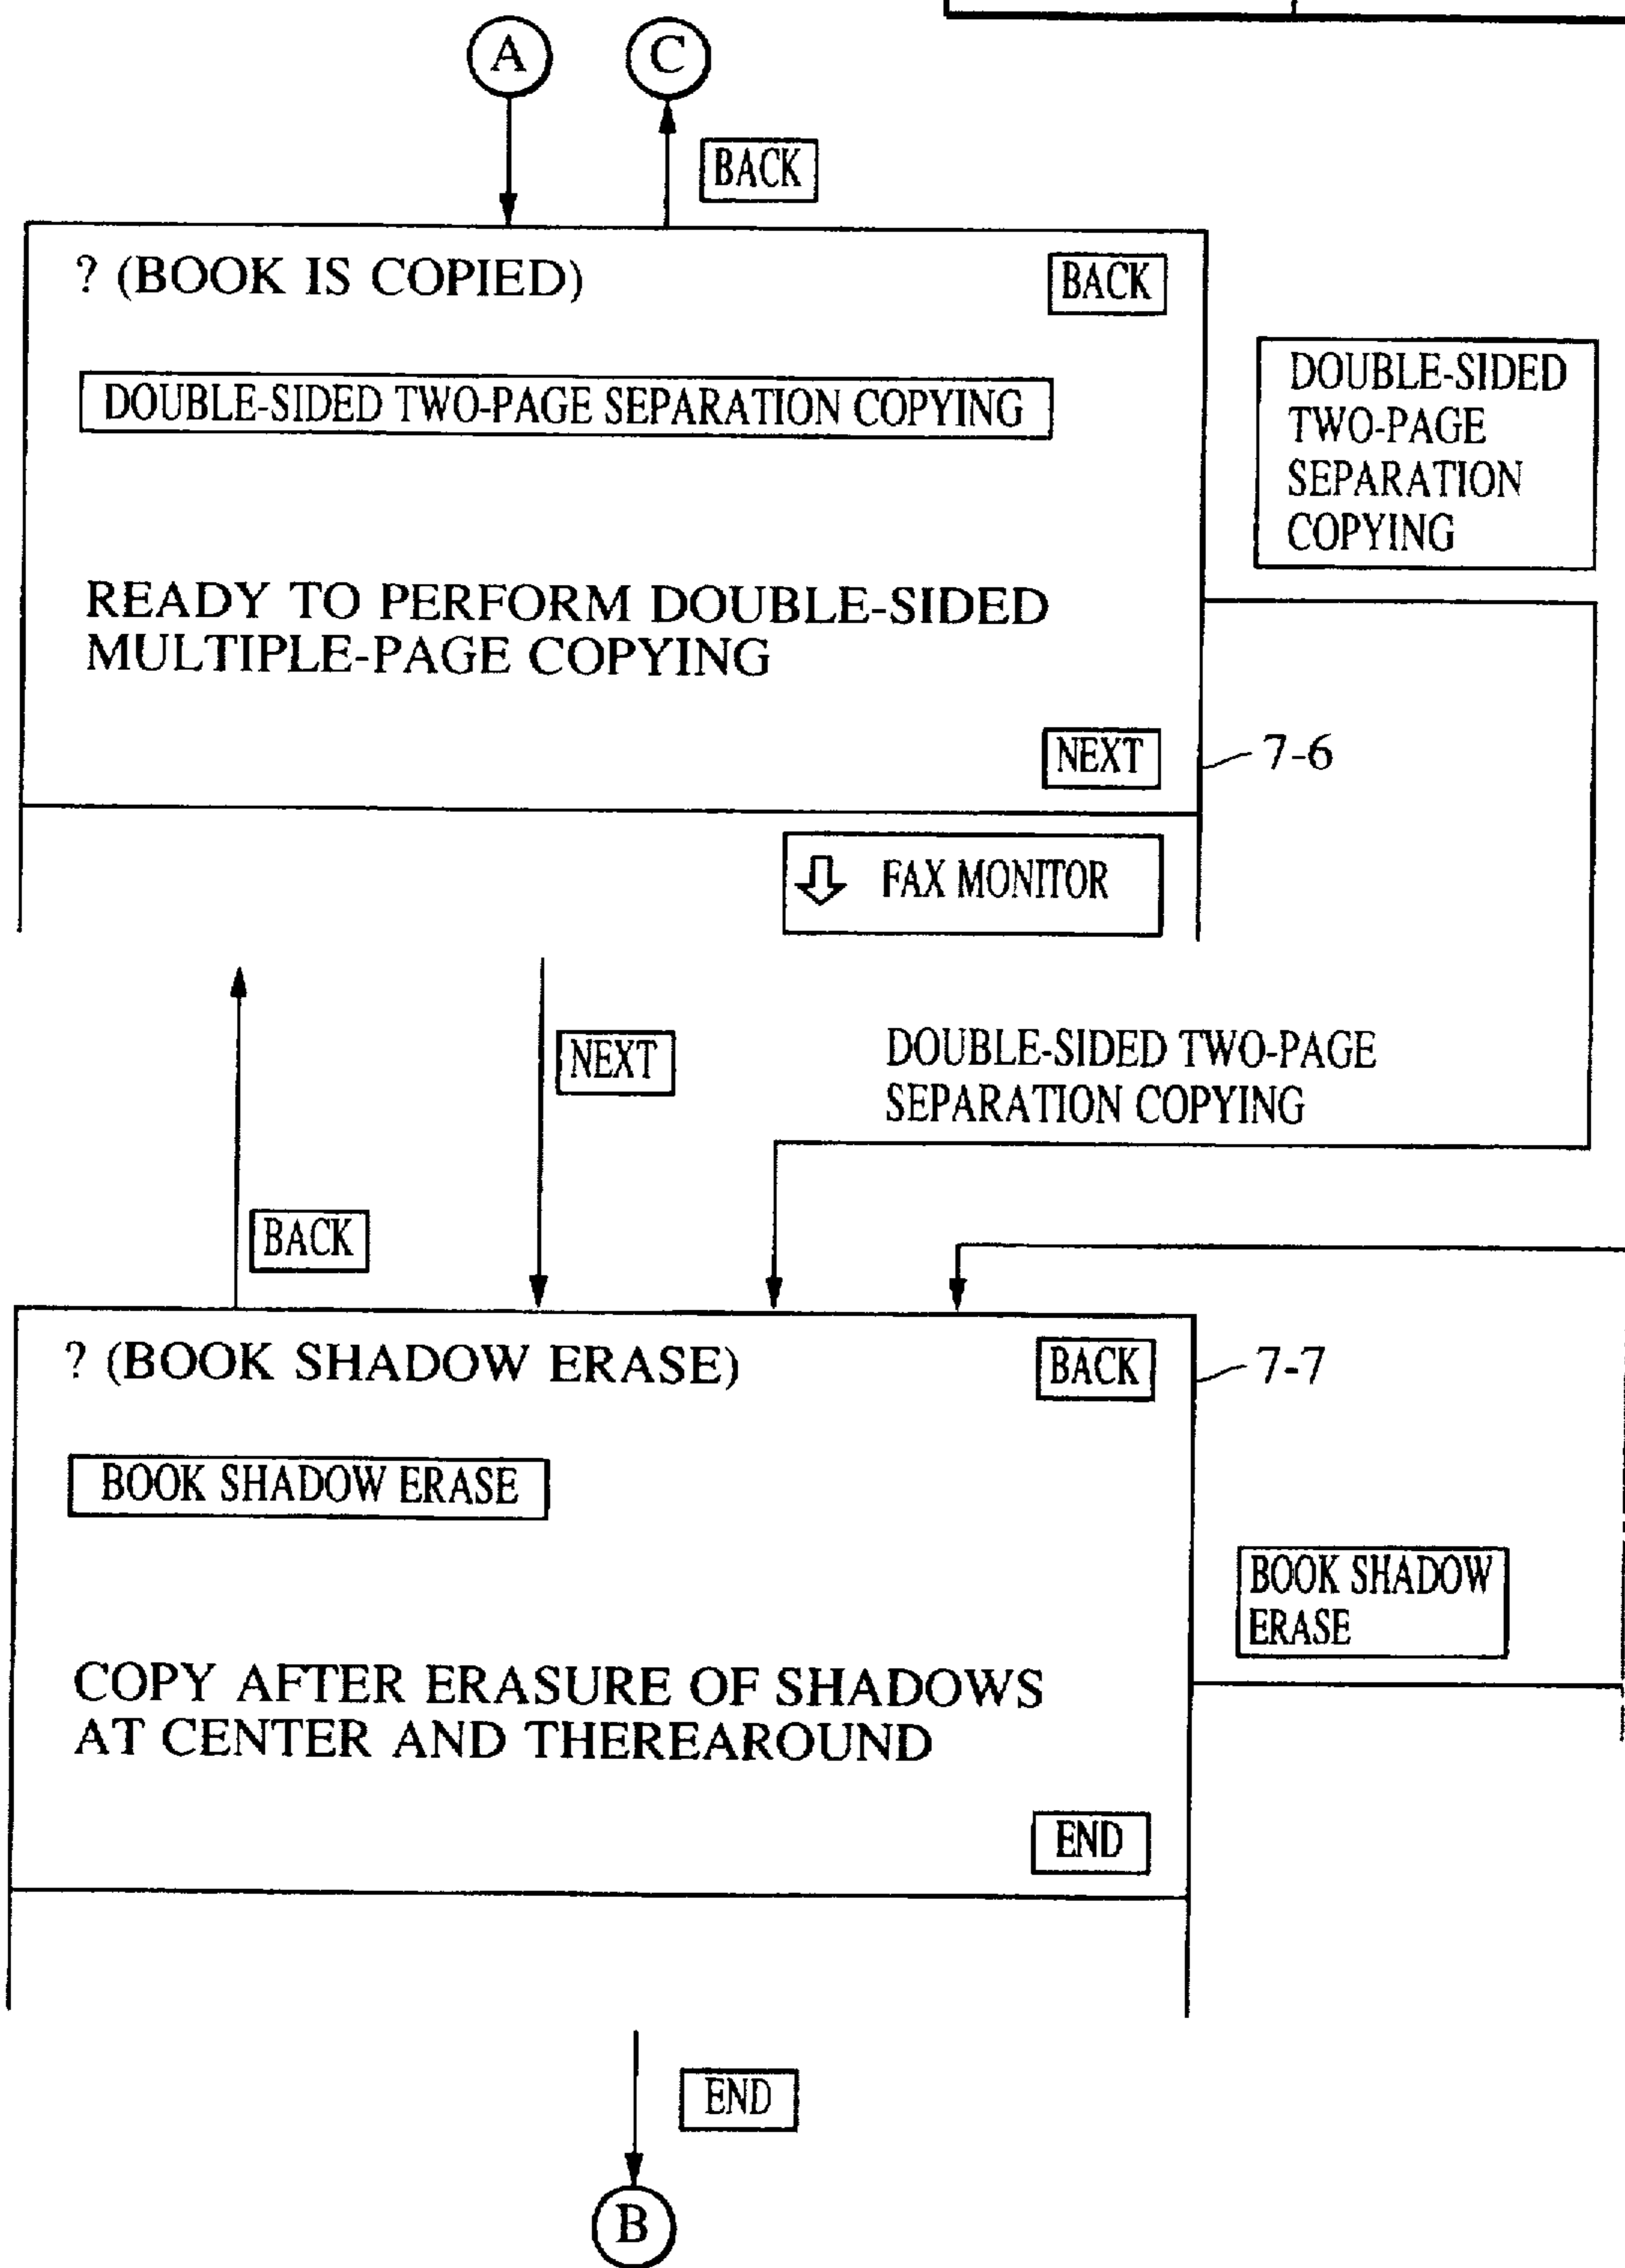 A
C
BACK
? (BOOK IS COPIED)
BACK
DOUBLE-SIDED TWO-PAGE SEPARATION COPYING
DOUBLE-SIDED
TWO-PAGE
SEPARATION
COPYING
READY TO PERFORM DOUBLE-SIDED
MULTIPLE-PAGE COPYING
NEXT
7-6
FAX MONITOR
NEXT
DOUBLE-SIDED TWO-PAGE
SEPARATION COPYING
BACK
? (BOOK SHADOW ERASE)
BACK
7-7
BOOK SHADOW ERASE
BOOK SHADOW
ERASE
COPY AFTER ERASURE OF SHADOWS
AT CENTER AND THEREAROUND
END
END
B